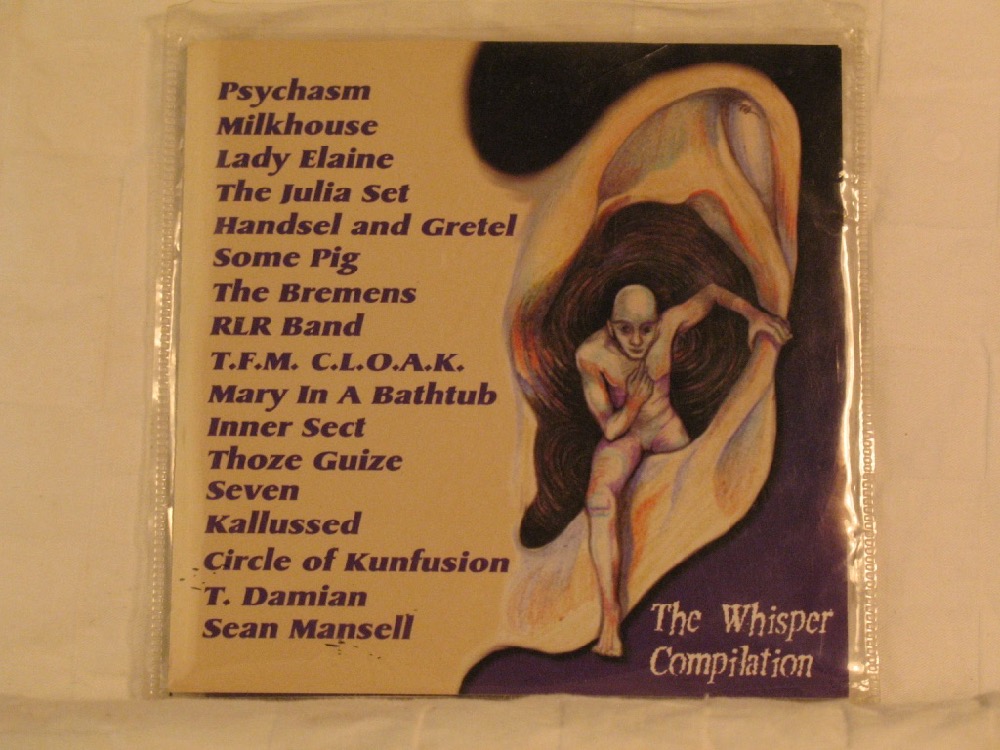 Psychasm
Milkhouse
Lady Elaine
The Julia Set
Handsel and Gretel
Some Pig
The Bremens
RLR Band
T.F.M. C.L.O.A.K.
Mary In A Bathtub
Inner Sect
Thoze Guize
Seven
Kallussed
Circle of Kunfusion
T. Damian
Sean Mansell
The Whisper
Compilation